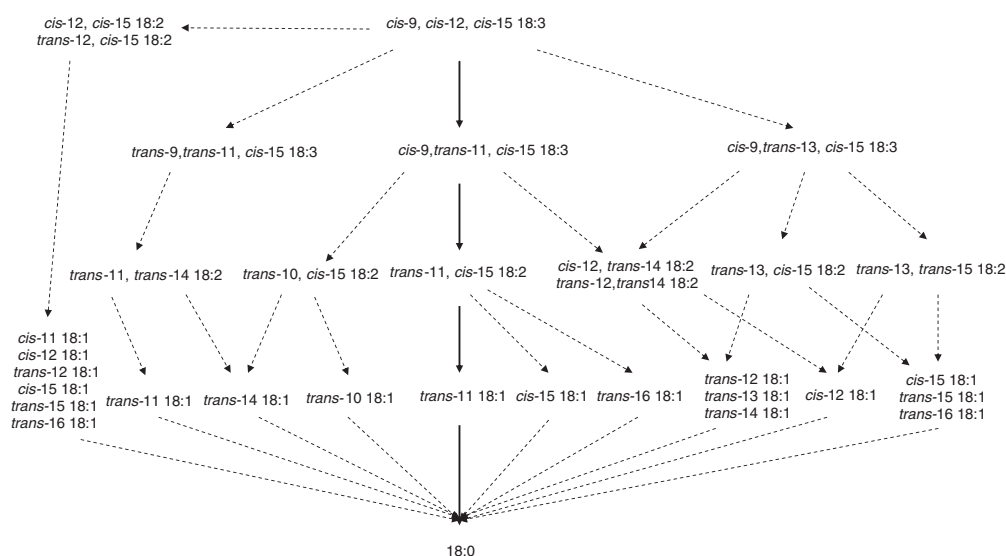 cis-12, cis-15 18:2
trans-12, cis-15 18:2
cis-9, cis-12, cis-15 18:3
trans-9,trans-11, cis-15 18:3
cis-9,trans-11, cis-15 18:3
cis-9,trans-13, cis-15 18:3
trans-11, trans-14 18:2
trans-10, cis-15 18:2
trans-11, cis-15 18:2
cis-12, trans-14 18:2
trans-12,trans14 18:2
trans-13, cis-15 18:2
trans-13, trans-15 18:2
cis-11 18:1
cis-12 18:1
trans-12 18:1
cis-15 18:1
trans-15 18:1
trans-16 18:1
trans-11 18:1
trans-14 18:1
trans-10 18:1
trans-11 18:1
cis-15 18:1
trans-16 18:1
trans-12 18:1
trans-13 18:1
trans-14 18:1
cis-12 18:1
cis-15 18:1
trans-15 18:1
trans-16 18:1
18:0